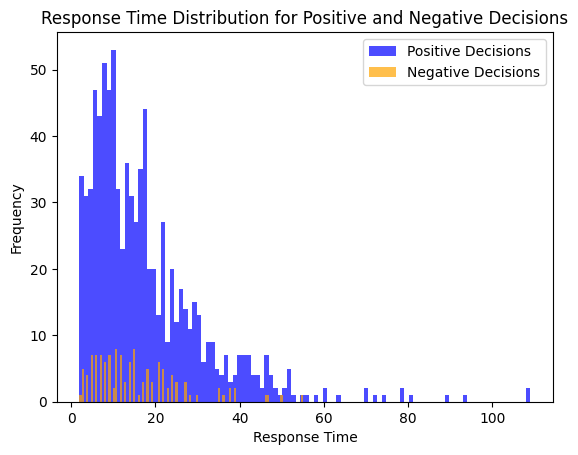 Response Time Distribution for Positive and Negative Decisions
Positive Decisions
Negative Decisions
Frequency
50
40
30
20
10
0
0 20 40 60 80 100
Response Time